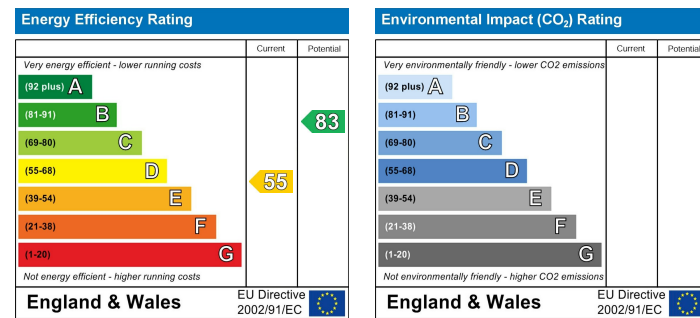 Energy Efficiency Rating
Current Potential
Very energy efficient - lower running costs
(92 plus) A
(81-91) B
83
(69-80) C
(55-68) D
55
(39-54) E
(21-38) F
(1-20) G
Not energy efficient - higher running costs
England & Wales
EU Directive
2002/91/EC
Environmental Impact (CO₂) Rating
Current Potential
Very environmentally friendly - lower CO2 emissions
(92 plus) A
(81-91) B
(69-80) C
(55-68) D
(39-54) E
(21-38) F
(1-20) G
Not environmentally friendly - higher CO2 emissions
England & Wales
EU Directive
2002/91/EC